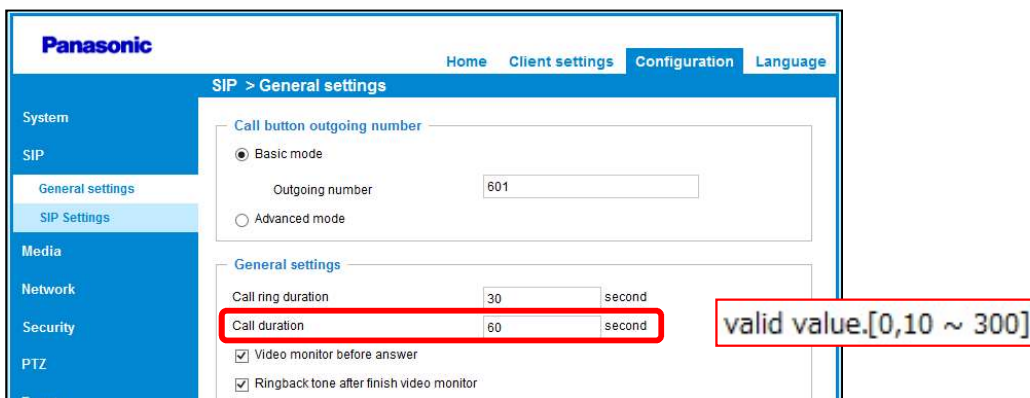 Panasonic
Home Client settings Configuration Language
SIP > General settings
System
SIP
General settings
SIP Settings
Media
Network
Security
PTZ
Call button outgoing number
Basic mode
Outgoing number 601
Advanced mode
General settings
Call ring duration 30 second
Call duration 60 second
valid value.[0,10 ~ 300]
Video monitor before answer
Ringback tone after finish video monitor